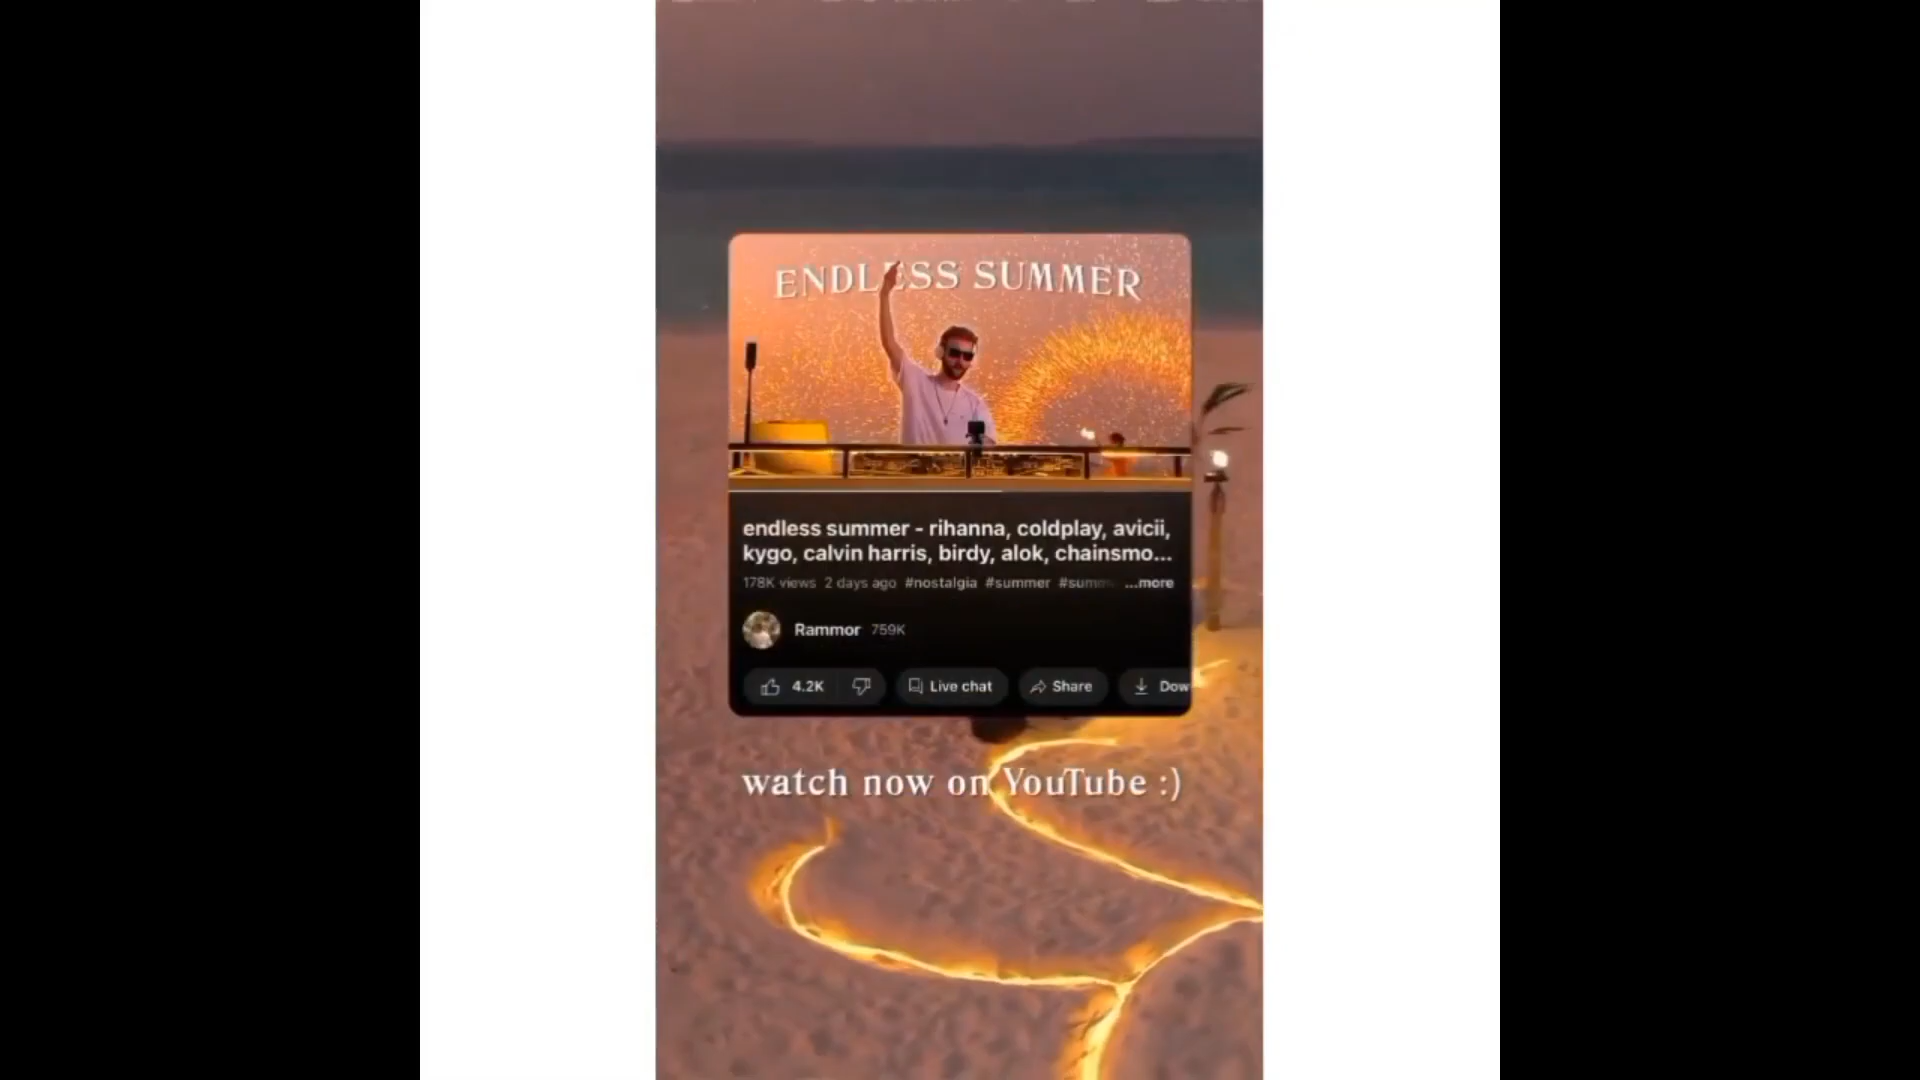 ENDLESS SUMMER
endless summer - rihanna, coldplay, avicii,
kygo, calvin harris, birdy, alok, chainsmo...
178K views 2 days ago #nostalgia #summer #summ ...more
Rammor 759K
4.2K Live chat Share Dow
watch now on YouTube :)